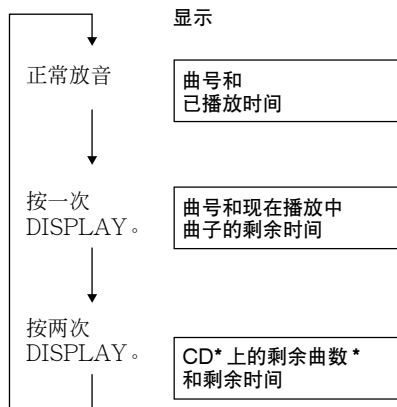 显示
正常放音
曲号和
已播放时间
按一次
DISPLAY。
曲号和现在播放中
曲子的剩余时间
按两次
DISPLAY。
CD* 上的剩余曲数 *
和剩余时间